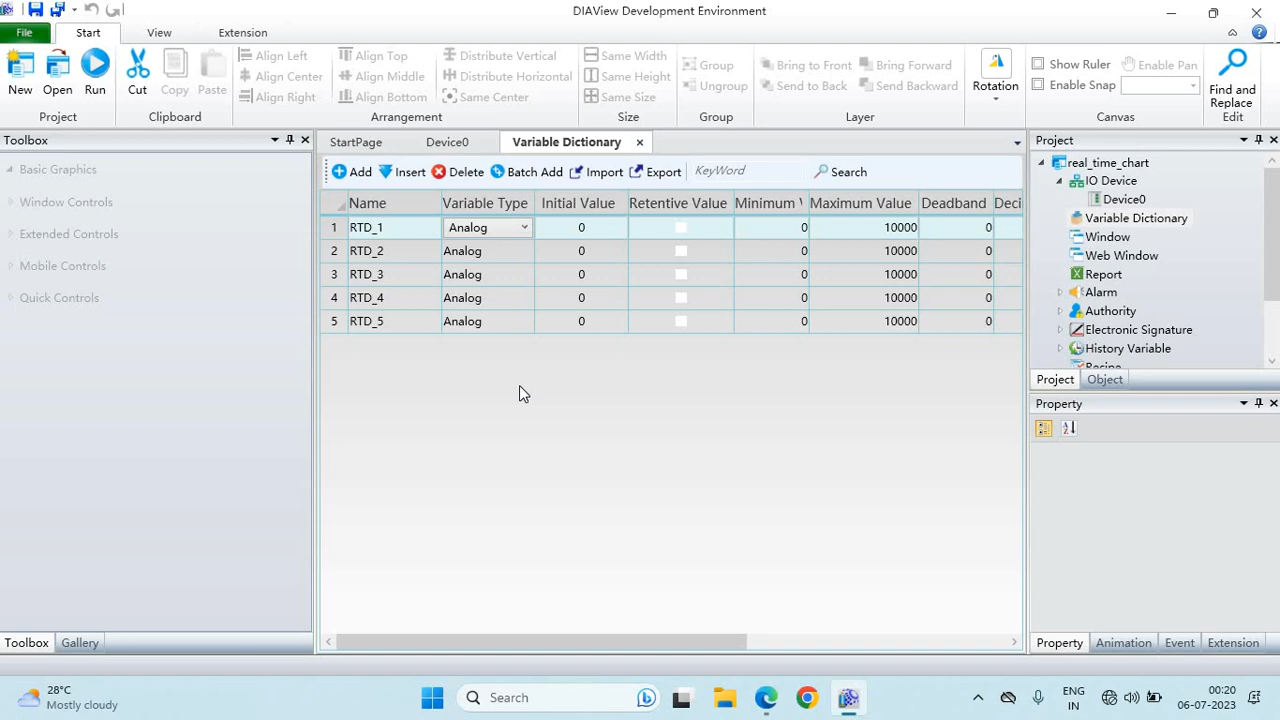 DIAView Development Environment
File
Start
View
Extension
New
Open
Run
Project
Cut
Copy
Paste
Clipboard
Align Left
Align Center
Align Right
Align Top
Align Middle
Align Bottom
Distribute Vertical
Distribute Horizontal
Same Center
Arrangement
Same Width
Same Height
Same Size
Size
Group
Ungroup
Group
Bring to Front
Send to Back
Bring Forward
Send Backward
Layer
Rotation
Show Ruler
Enable Pan
Enable Snap
Canvas
Find and
Replace
Edit
Toolbox
Basic Graphics
Window Controls
Extended Controls
Mobile Controls
Quick Controls
Toolbox
Gallery
StartPage
Device0
Variable Dictionary
Add
Insert
Delete
Batch Add
Import
Export
KeyWord
Search
Name Variable Type Initial Value Retentive Value Minimum Maximum Value Deadband Deci
1 RTD_1 Analog 0 0 10000 0
2 RTD_2 Analog 0 0 10000 0
3 RTD_3 Analog 0 0 10000 0
4 RTD_4 Analog 0 0 10000 0
5 RTD_5 Analog 0 0 10000 0
Project
real_time_chart
IO Device
Device0
Variable Dictionary
Window
Web Window
Report
Alarm
Authority
Electronic Signature
History Variable
Recipe
Project
Object
Property
Property
Animation
Event
Extension
28°C
Mostly cloudy
Search
ENG
IN
00:20
06-07-2023